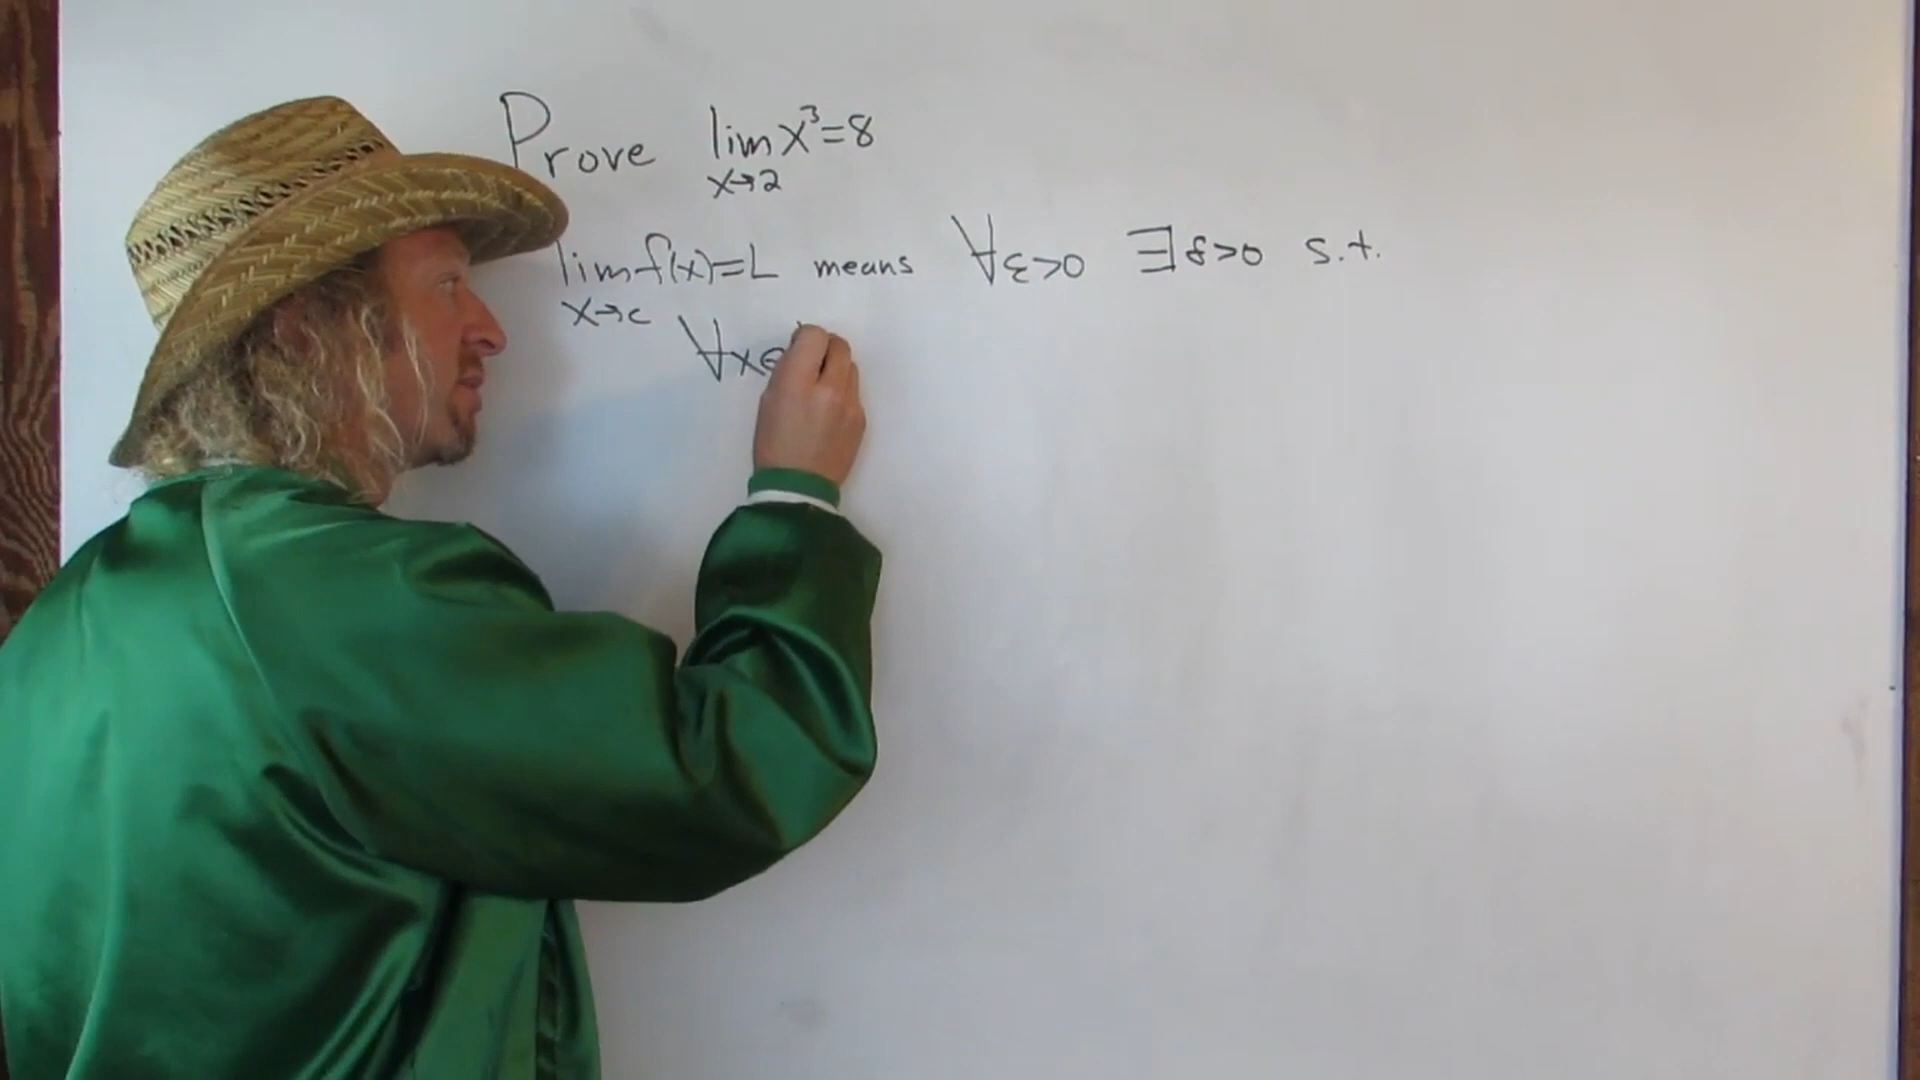 Prove lim x³=8
x→2
lim f(x)=L means ∀ε>0 ∃δ>0 s.t.
x→c
∀x∈